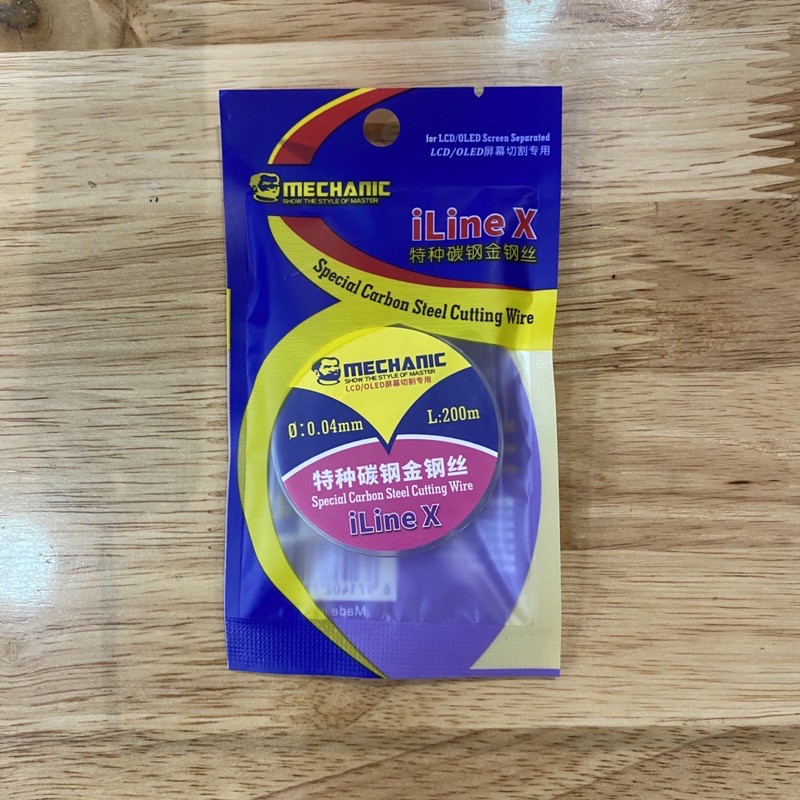 for LCD/OLED Screen Separated
LCD/OLED屏幕切割专用
MECHANIC
SHOW THE STYLE OF MASTER
iLine X
特种碳钢金钢丝
Special Carbon Steel Cutting Wire
MECHANIC
SHOW THE STYLE OF MASTER
LCD/OLED屏幕切割专用
Ø:0.04mm
L:200m
特种碳钢金钢丝
Special Carbon Steel Cutting Wire
iLine X
Made